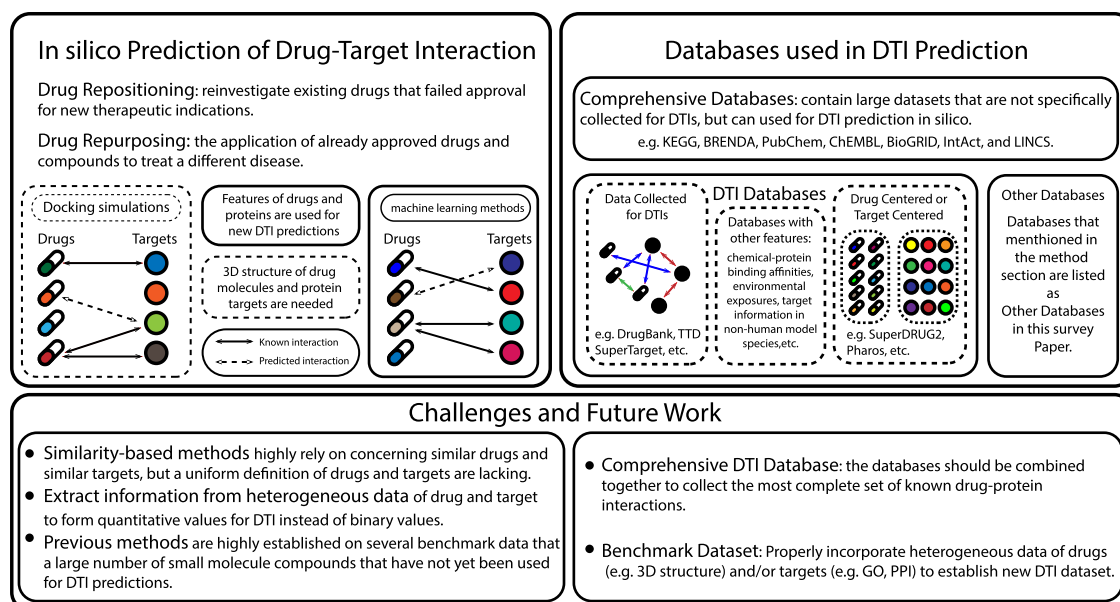 In silico Prediction of Drug-Target Interaction
Drug Repositioning: reinvestigate existing drugs that failed approval
for new therapeutic indications.
Drug Repurposing: the application of already approved drugs and
compounds to treat a different disease.
Docking simulations
Drugs
Targets
Features of drugs and
proteins are used for
new DTI predictions
3D structure of drug
molecules and protein
targets are needed
Known interaction
Predicted interaction
machine learning methods
Drugs
Targets
Databases used in DTI Prediction
Comprehensive Databases: contain large datasets that are not specifically
collected for DTIs, but can used for DTI prediction in silico.
e.g. KEGG, BRENDA, PubChem, ChEMBL, BioGRID, IntAct, and LINCS.
DTI Databases
Data Collected
for DTIs
e.g. DrugBank, TTD
SuperTarget, etc.
Databases with
other features:
chemical-protein
binding affinities,
environmental
exposures, target
information in
non-human model
species,etc.
Drug Centered or
Target Centered
e.g. SuperDRUG2,
Pharos, etc.
Other Databases
Databases that
menthioned in
the method
section are listed
as
Other Databases
in this survey
Paper.
Challenges and Future Work
• Similarity-based methods highly rely on concerning similar drugs and
similar targets, but a uniform definition of drugs and targets are lacking.
• Extract information from heterogeneous data of drug and target
to form quantitative values for DTI instead of binary values.
• Previous methods are highly established on several benchmark data that
a large number of small molecule compounds that have not yet been used
for DTI predictions.
• Comprehensive DTI Database: the databases should be combined
together to collect the most complete set of known drug-protein
interactions.
• Benchmark Dataset: Properly incorporate heterogeneous data of drugs
(e.g. 3D structure) and/or targets (e.g. GO, PPI) to establish new DTI dataset.